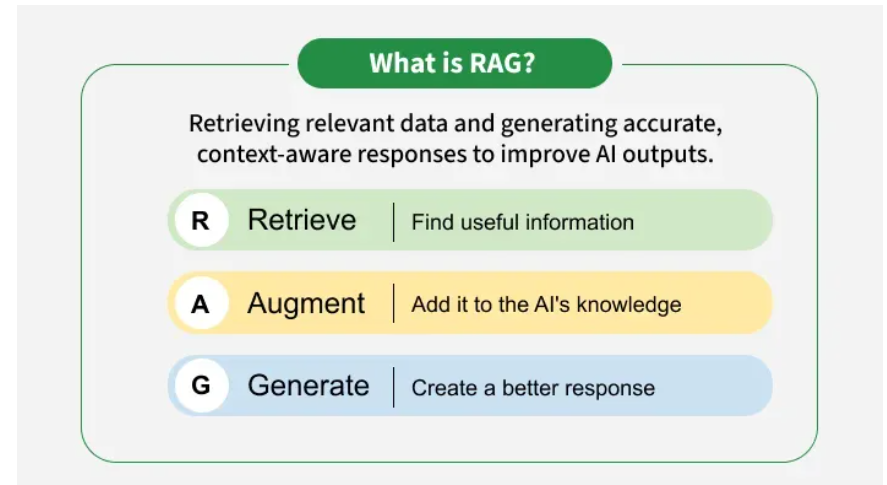 What is RAG?
Retrieving relevant data and generating accurate,
context-aware responses to improve AI outputs.
R Retrieve Find useful information
A Augment Add it to the AI's knowledge
G Generate Create a better response